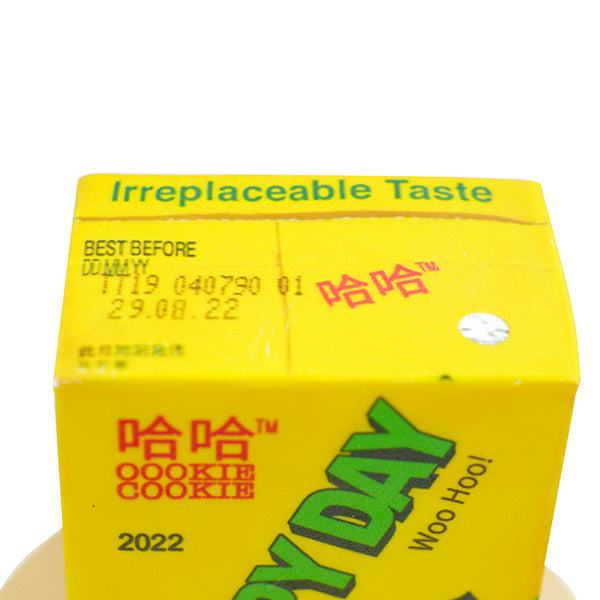 Irreplaceable Taste
BEST BEFORE
DD.MM.YY
TT19 040790 01
29.08.22
哈哈™
哈哈™
OOOKIE
COOKIE
2022
PY DAY
Woo Hoo!